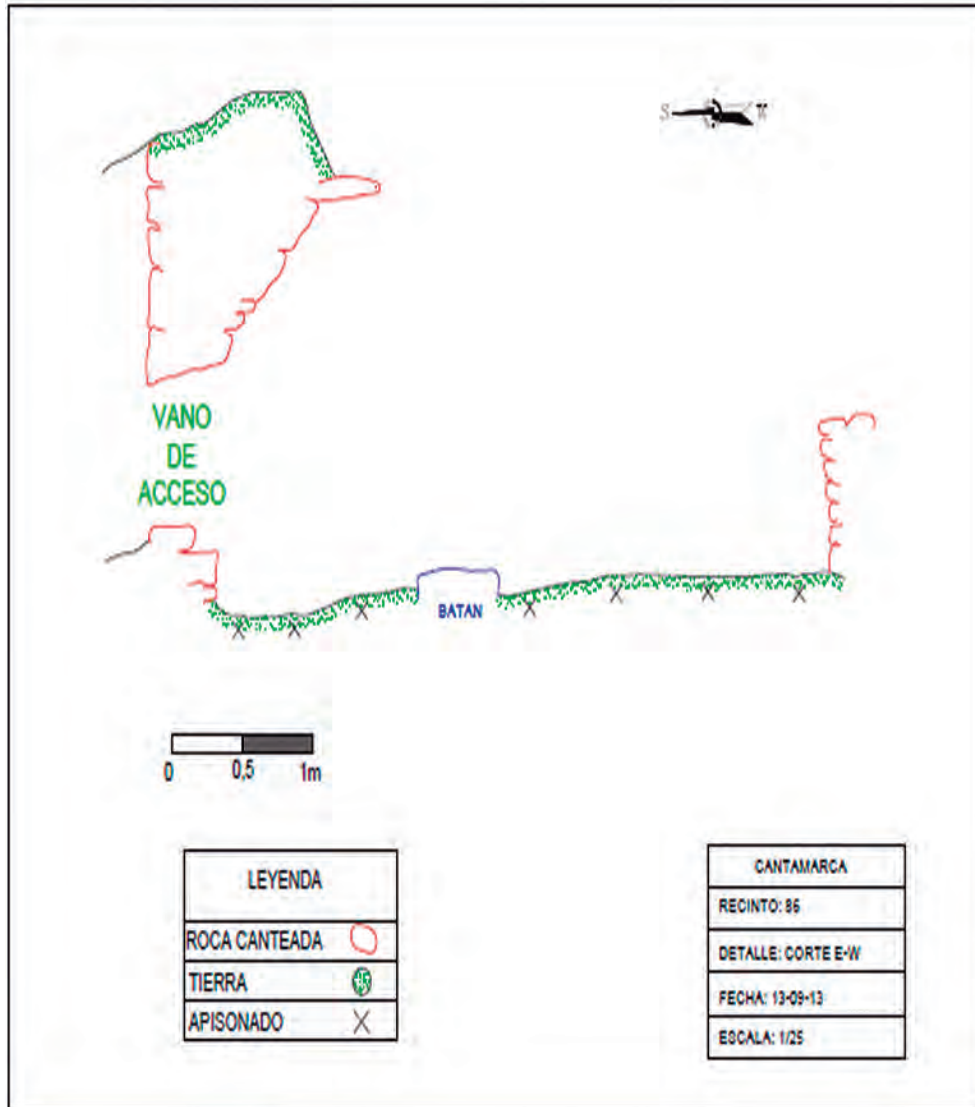 S
VANO
DE
ACCESO
BATAN
0 0,5 1m
LEYENDA
ROCA CANTEADA
TIERRA
APISONADO
CANTAMARCA
RECINTO: 86
DETALLE: CORTE E-W
FECHA: 13-09-13
ESCALA: 1/25